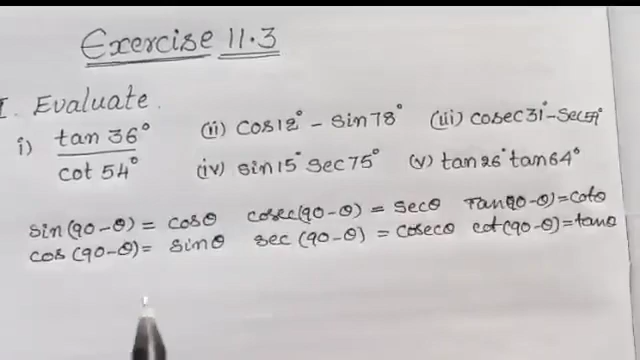 Exercise 11.3
I. Evaluate.
i) tan 36° / cot 54° (ii) cos12° - sin78° (iii) cosec31° - sec59°
(iv) sin15° sec75° (v) tan26° tan64°
sin(90-θ) = cosθ cosec(90-θ) = secθ Tan(90-θ)=cotθ
cos(90-θ)= sinθ sec(90-θ) = cosecθ cot(90-θ)=tanθ